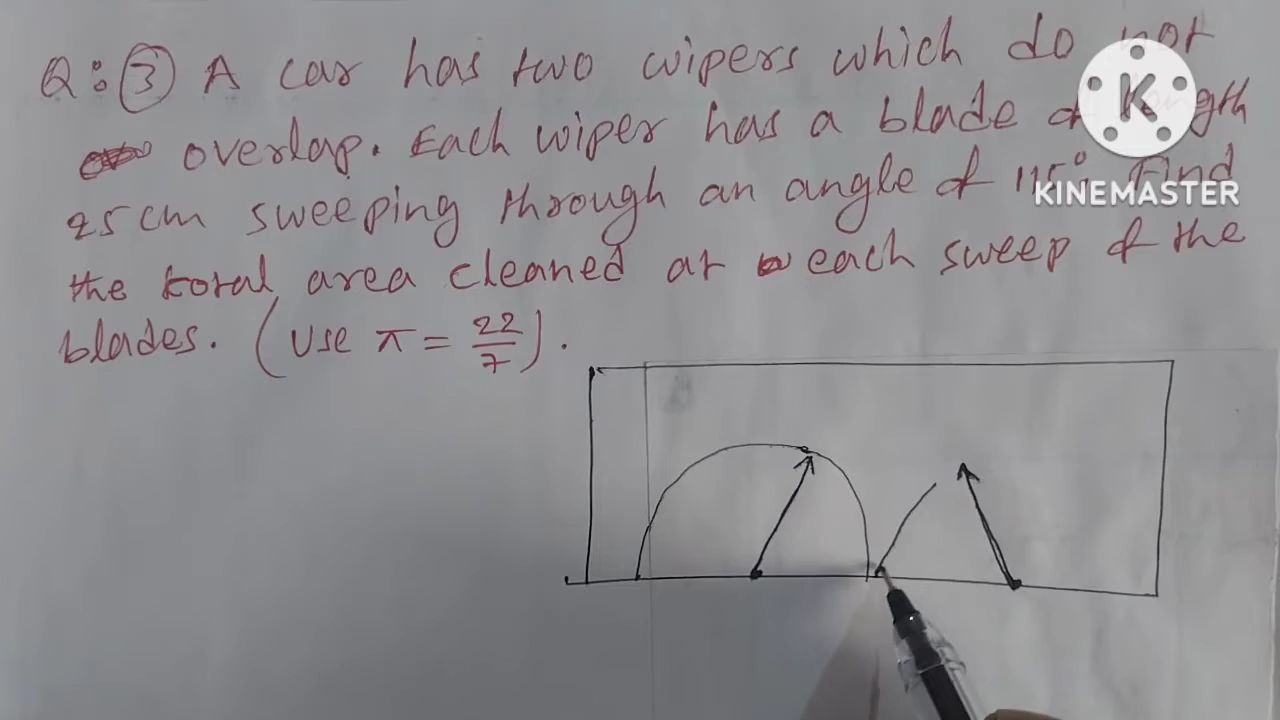 Q: ③ A car has two wipers which do not
overlap. Each wiper has a blade of length
25 cm sweeping through an angle of 115°. Find
the total area cleaned at each sweep of the
blades. (Use π = 22/7).
K
KINEMASTER